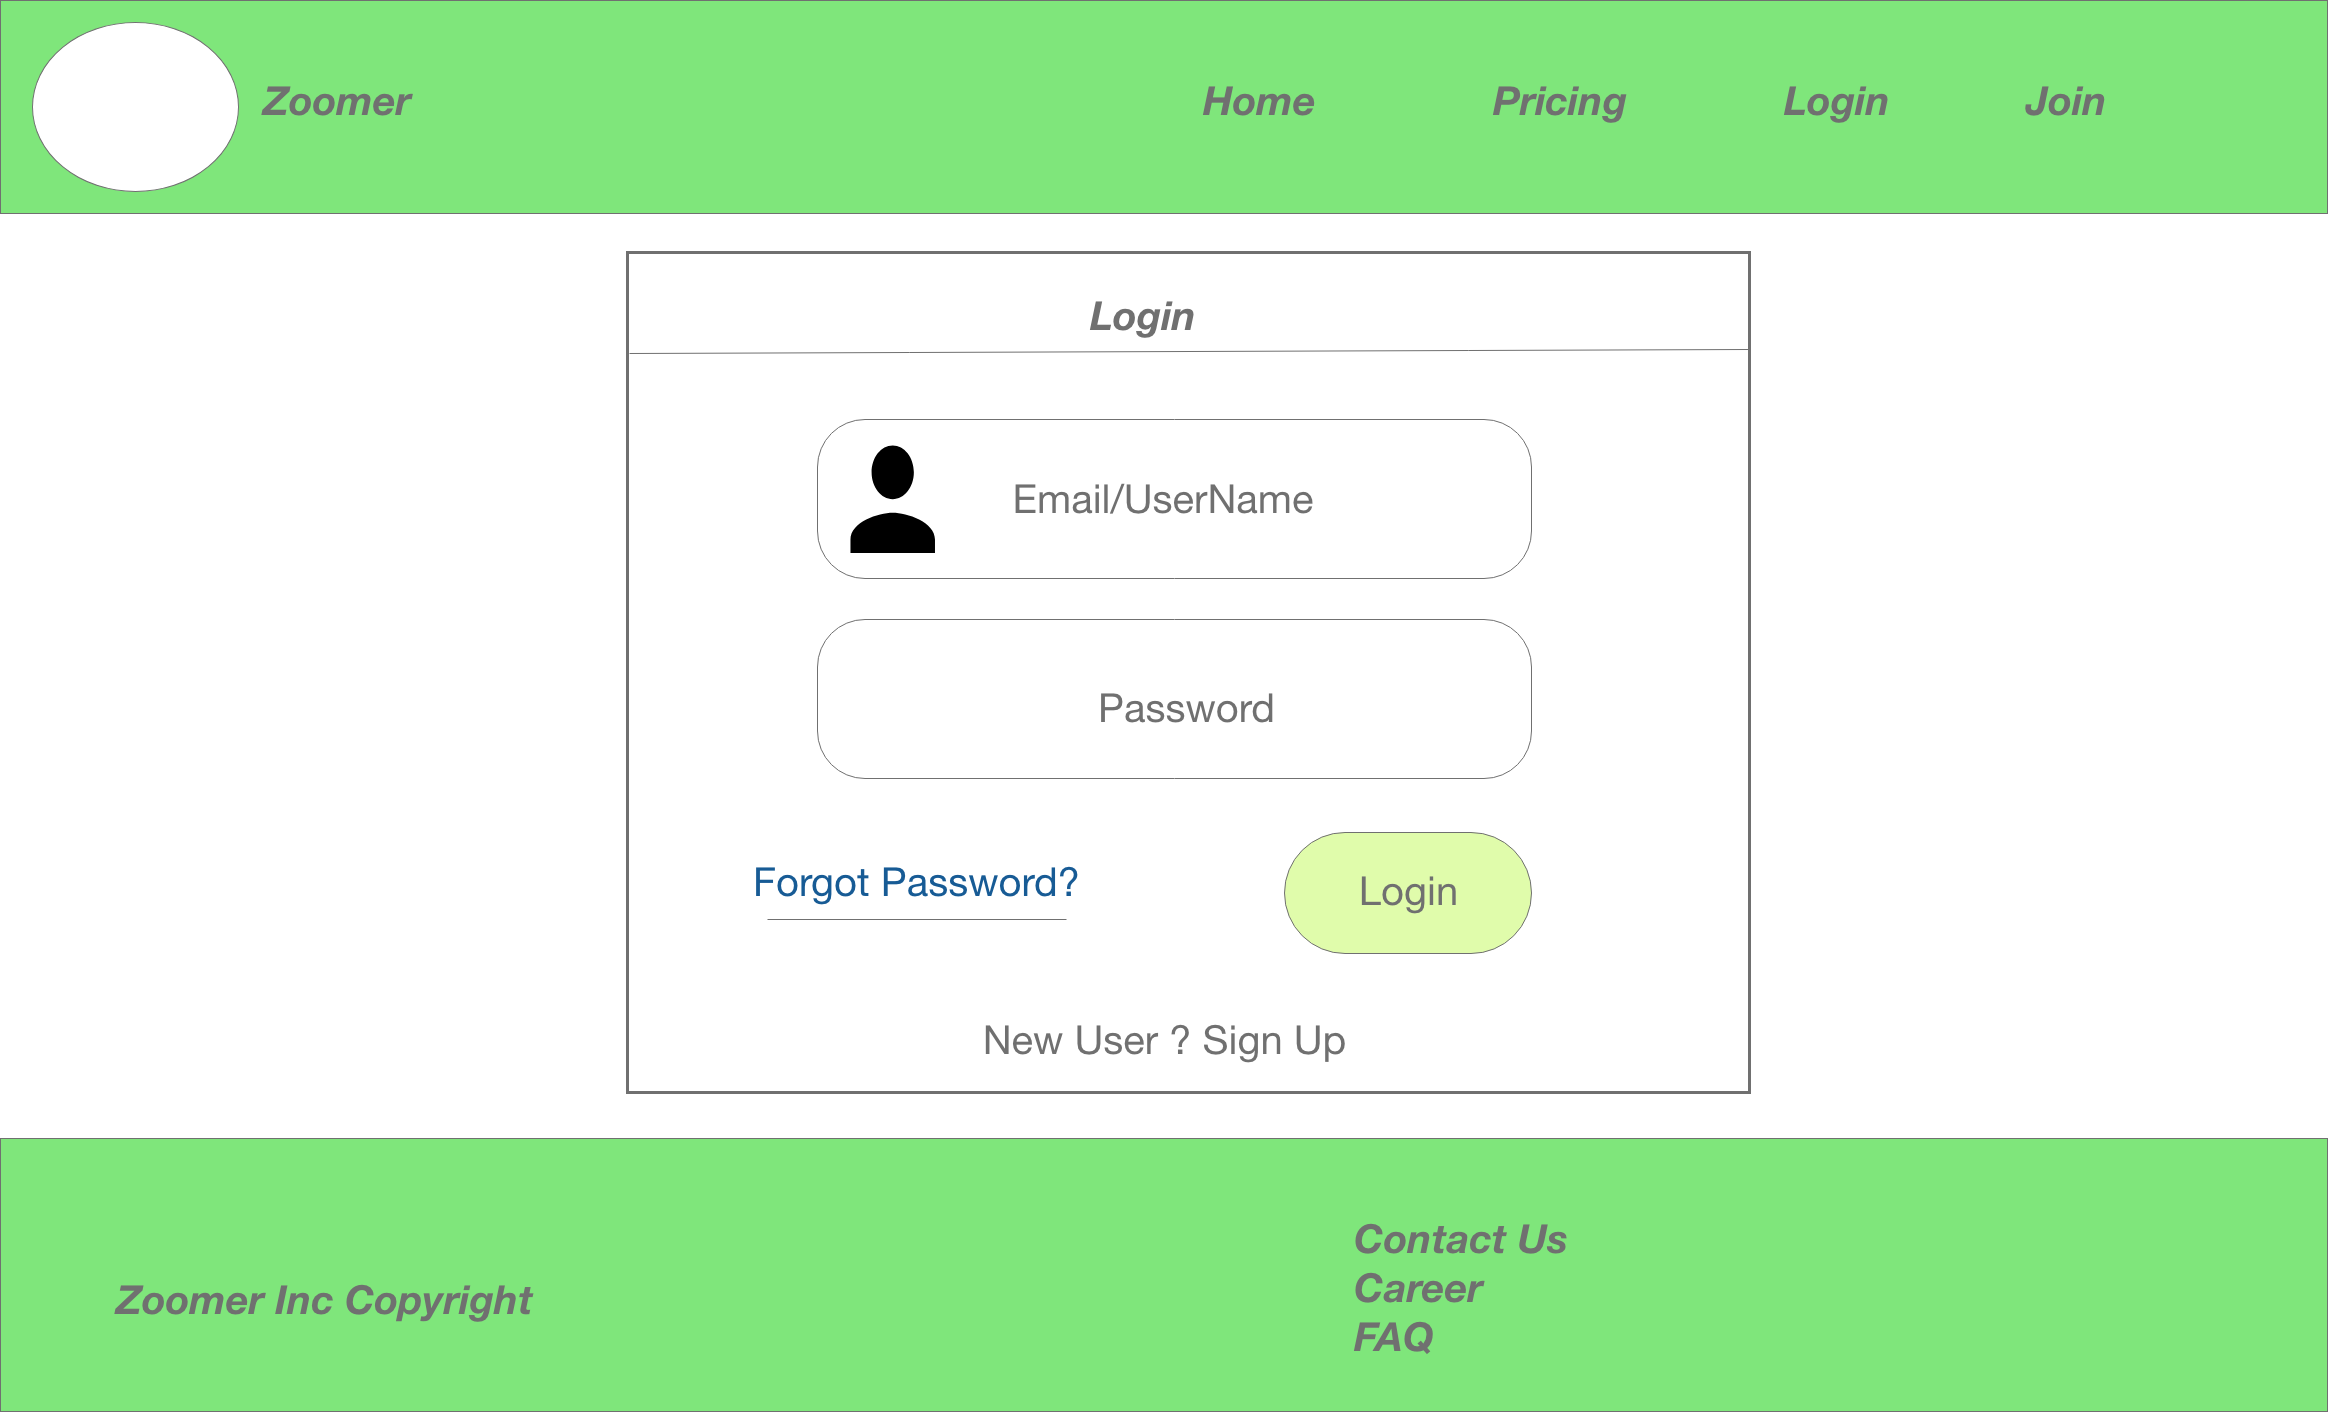 Zoomer Home Pricing Login Join
Login
Email/UserName
Password
Forgot Password?
Login
New User ? Sign Up
Zoomer Inc Copyright
Contact Us
Career
FAQ